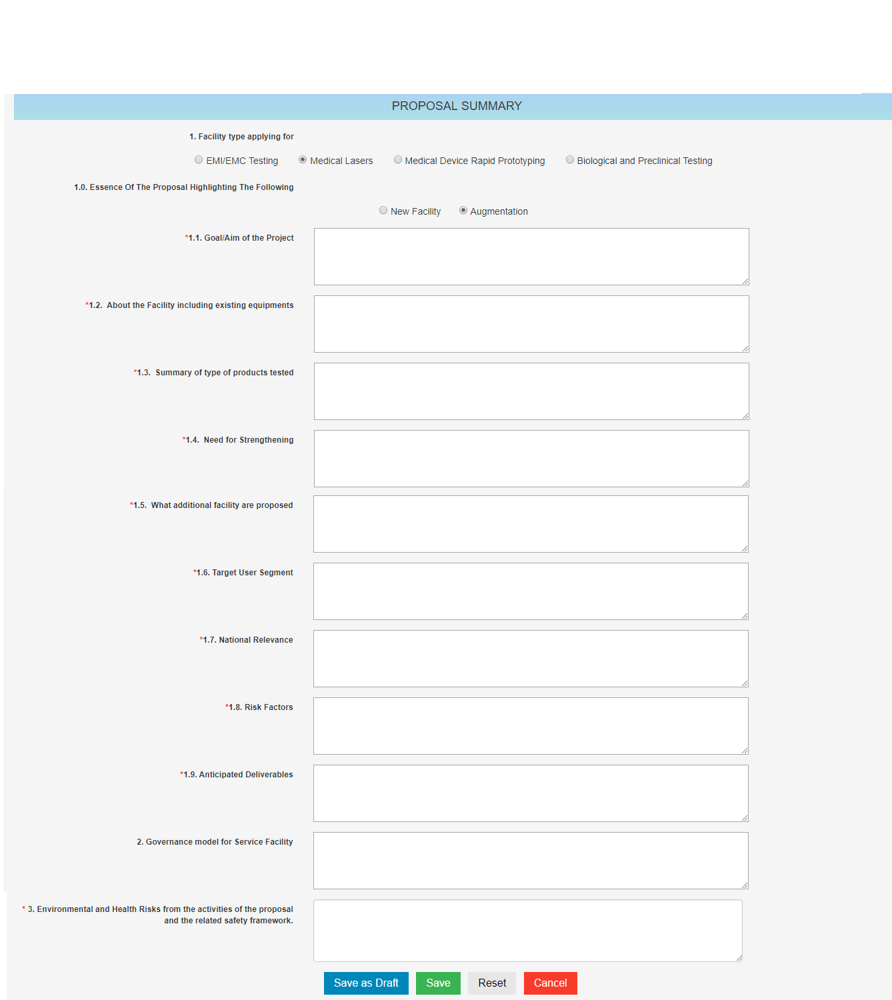 PROPOSAL SUMMARY
1. Facility type applying for
EMI/EMC Testing Medical Lasers Medical Device Rapid Prototyping Biological and Preclinical Testing
1.0. Essence Of The Proposal Highlighting The Following
New Facility Augmentation
*1.1. Goal/Aim of the Project
*1.2. About the Facility including existing equipments
*1.3. Summary of type of products tested
*1.4. Need for Strengthening
*1.5. What additional facility are proposed
*1.6. Target User Segment
*1.7. National Relevance
*1.8. Risk Factors
*1.9. Anticipated Deliverables
2. Governance model for Service Facility
* 3. Environmental and Health Risks from the activities of the proposal
and the related safety framework.
Save as Draft Save Reset Cancel